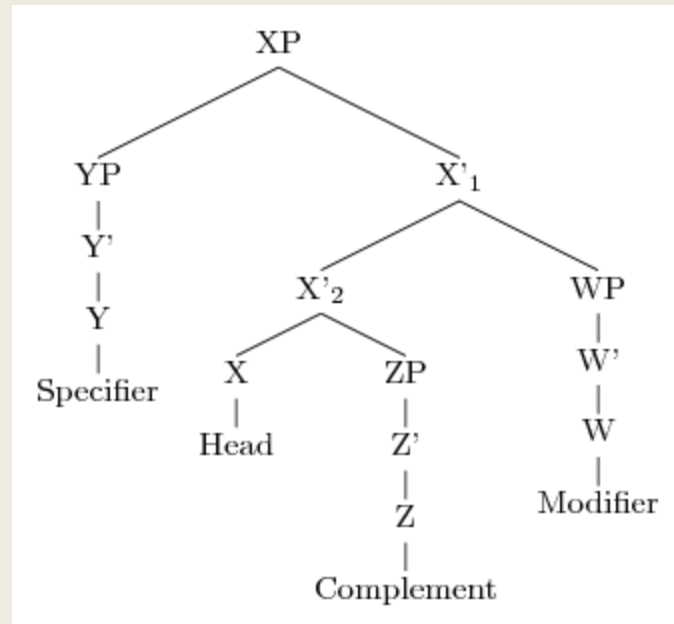 XP
YP X'₁
Y' X'₂ WP
Y X ZP W'
Specifier Head Z' W
Z Modifier
Complement